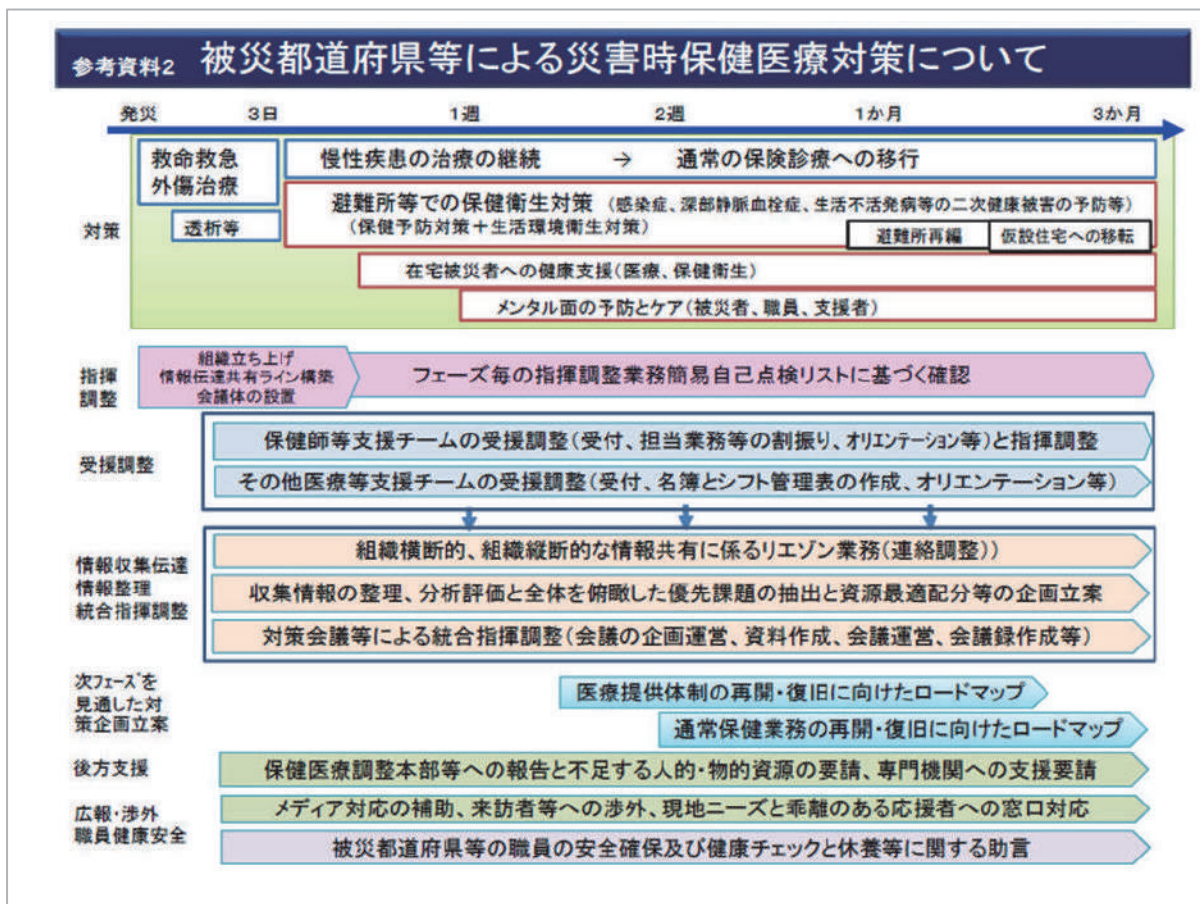 参考資料2 被災都道府県等による災害時保健医療対策について
発災 3日 1週 2週 1か月 3か月
対策
救命救急
外傷治療
慢性疾患の治療の継続 → 通常の保険診療への移行
透析等
避難所等での保健衛生対策(感染症、深部静脈血栓症、生活不活発病等の二次健康被害の予防等)
(保健予防対策+生活環境衛生対策)
避難所再編
仮設住宅への移転
在宅被災者への健康支援(医療、保健衛生)
メンタル面の予防とケア(被災者、職員、支援者)
指揮
調整
組織立ち上げ
情報伝達共有ライン構築
会議体の設置
フェーズ毎の指揮調整業務簡易自己点検リストに基づく確認
受援調整
保健師等支援チームの受援調整(受付、担当業務等の割振り、オリエンテーション等)と指揮調整
その他医療等支援チームの受援調整(受付、名簿とシフト管理表の作成、オリエンテーション等)
情報収集伝達
情報整理
統合指揮調整
組織横断的、組織縦断的な情報共有に係るリエゾン業務(連絡調整))
収集情報の整理、分析評価と全体を俯瞰した優先課題の抽出と資源最適配分等の企画立案
対策会議等による統合指揮調整(会議の企画運営、資料作成、会議運営、会議録作成等)
次フェーズを
見通した対
策企画立案
医療提供体制の再開・復旧に向けたロードマップ
通常保健業務の再開・復旧に向けたロードマップ
後方支援
保健医療調整本部等への報告と不足する人的・物的資源の要請、専門機関への支援要請
広報・渉外
職員健康安全
メディア対応の補助、来訪者等への渉外、現地ニーズと乖離のある応援者への窓口対応
被災都道府県等の職員の安全確保及び健康チェックと休養等に関する助言